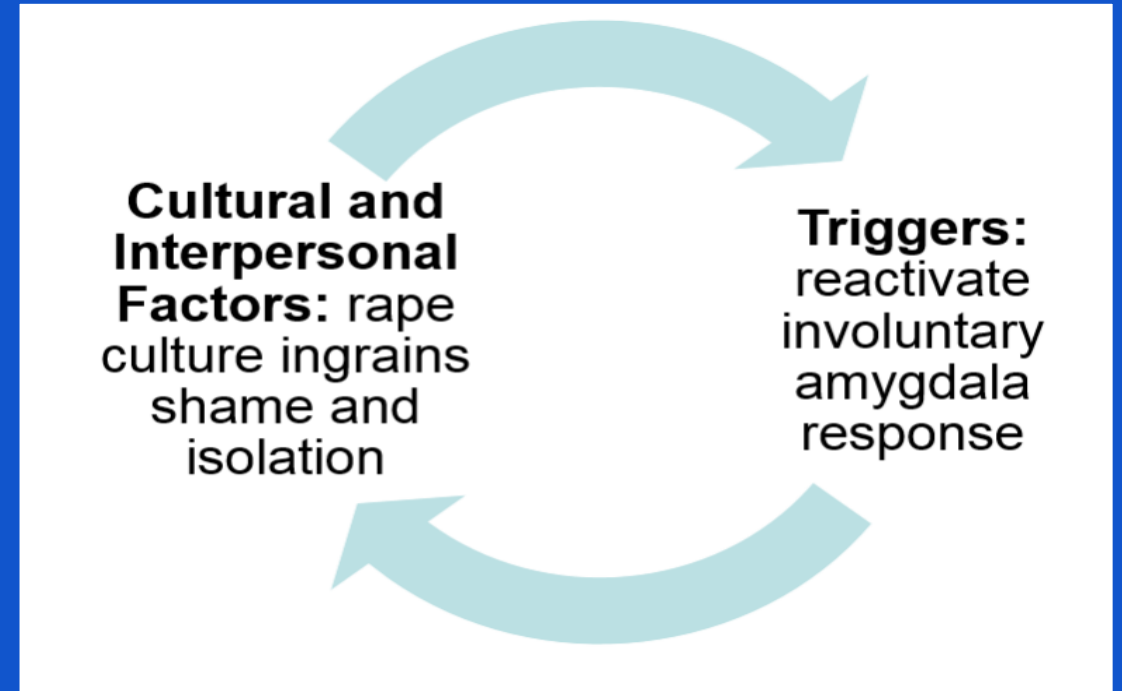 Cultural and
Interpersonal
Factors: rape
culture ingrains
shame and
isolation
Triggers:
reactivate
involuntary
amygdala
response